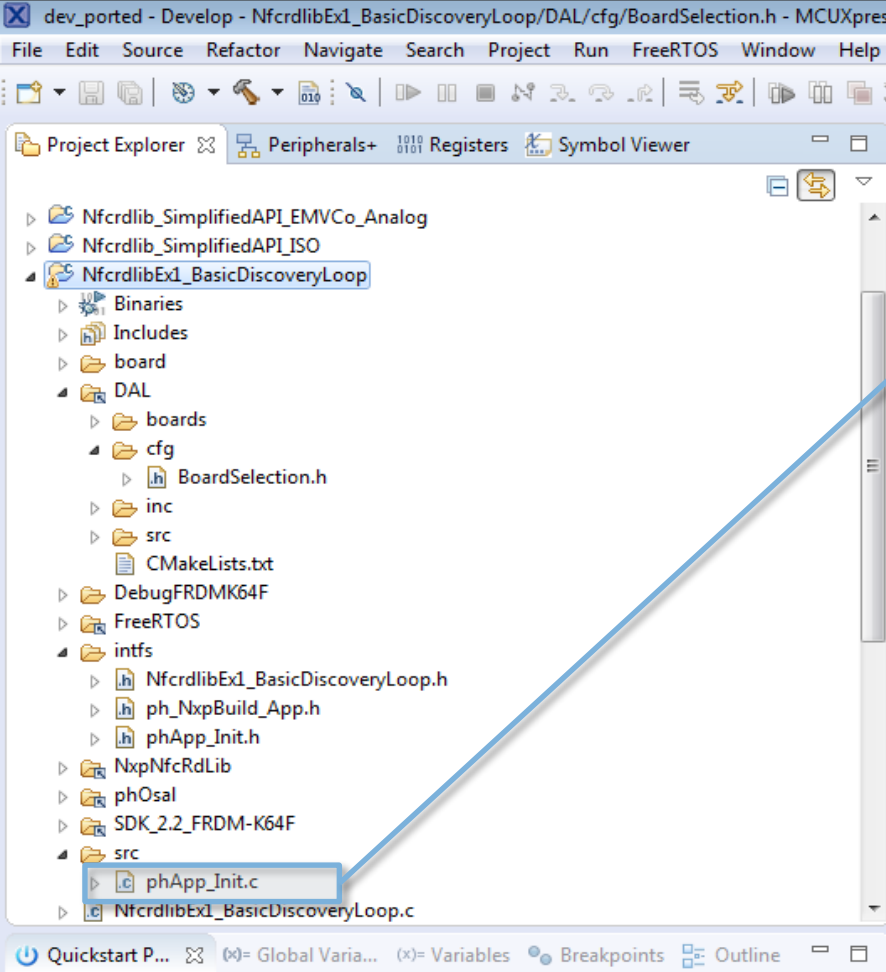 dev_ported - Develop - NfcrdlibEx1_BasicDiscoveryLoop/DAL/cfg/BoardSelection.h - MCUXpres
File Edit Source Refactor Navigate Search Project Run FreeRTOS Window Help
Project Explorer Peripherals+ Registers Symbol Viewer
Nfcrdlib_SimplifiedAPI_EMVCo_Analog
Nfcrdlib_SimplifiedAPI_ISO
NfcrdlibEx1_BasicDiscoveryLoop
Binaries
Includes
board
DAL
boards
cfg
BoardSelection.h
inc
src
CMakeLists.txt
DebugFRDMK64F
FreeRTOS
intfs
NfcrdlibEx1_BasicDiscoveryLoop.h
ph_NxpBuild_App.h
phApp_Init.h
NxpNfcRdLib
phOsal
SDK_2.2_FRDM-K64F
src
phApp_Init.c
NfcrdlibEx1_BasicDiscoveryLoop.c
Quickstart P... (x)= Global Varia... (x)= Variables Breakpoints Outline